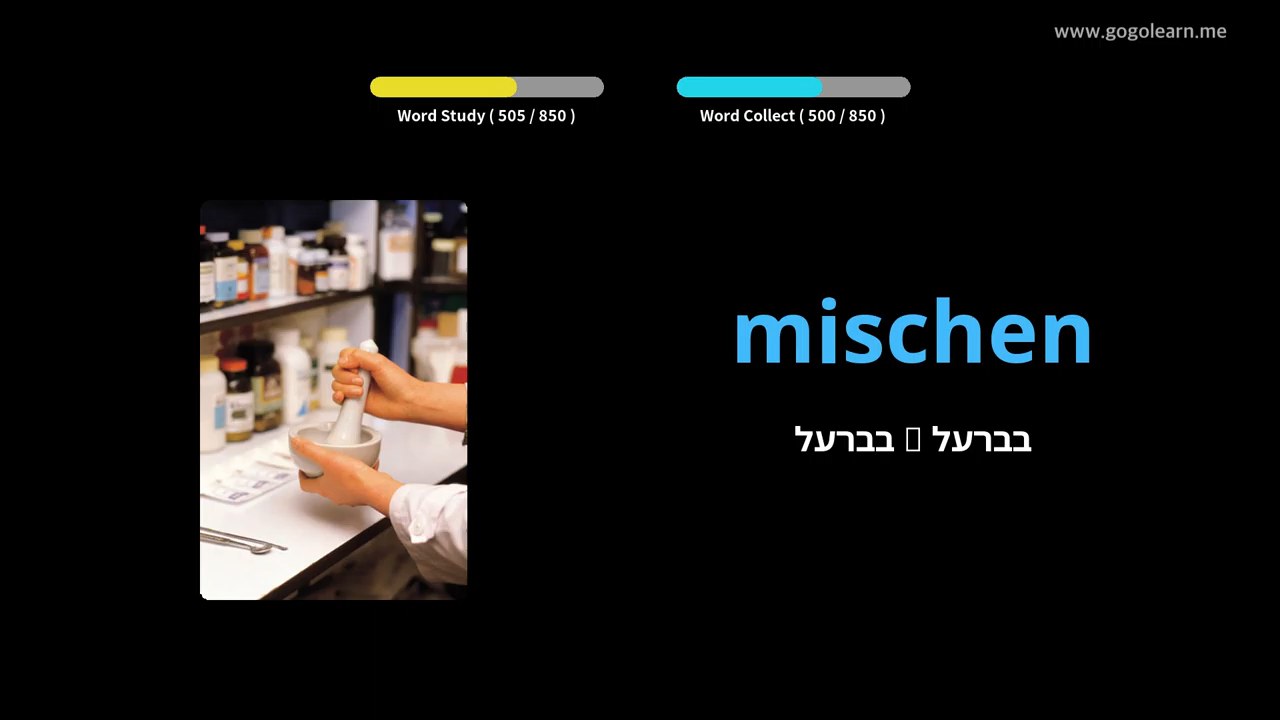 www.gogolearn.me
Word Study ( 505 / 850 )
Word Collect ( 500 / 850 )
mischen
בברעל ▯ בברעל